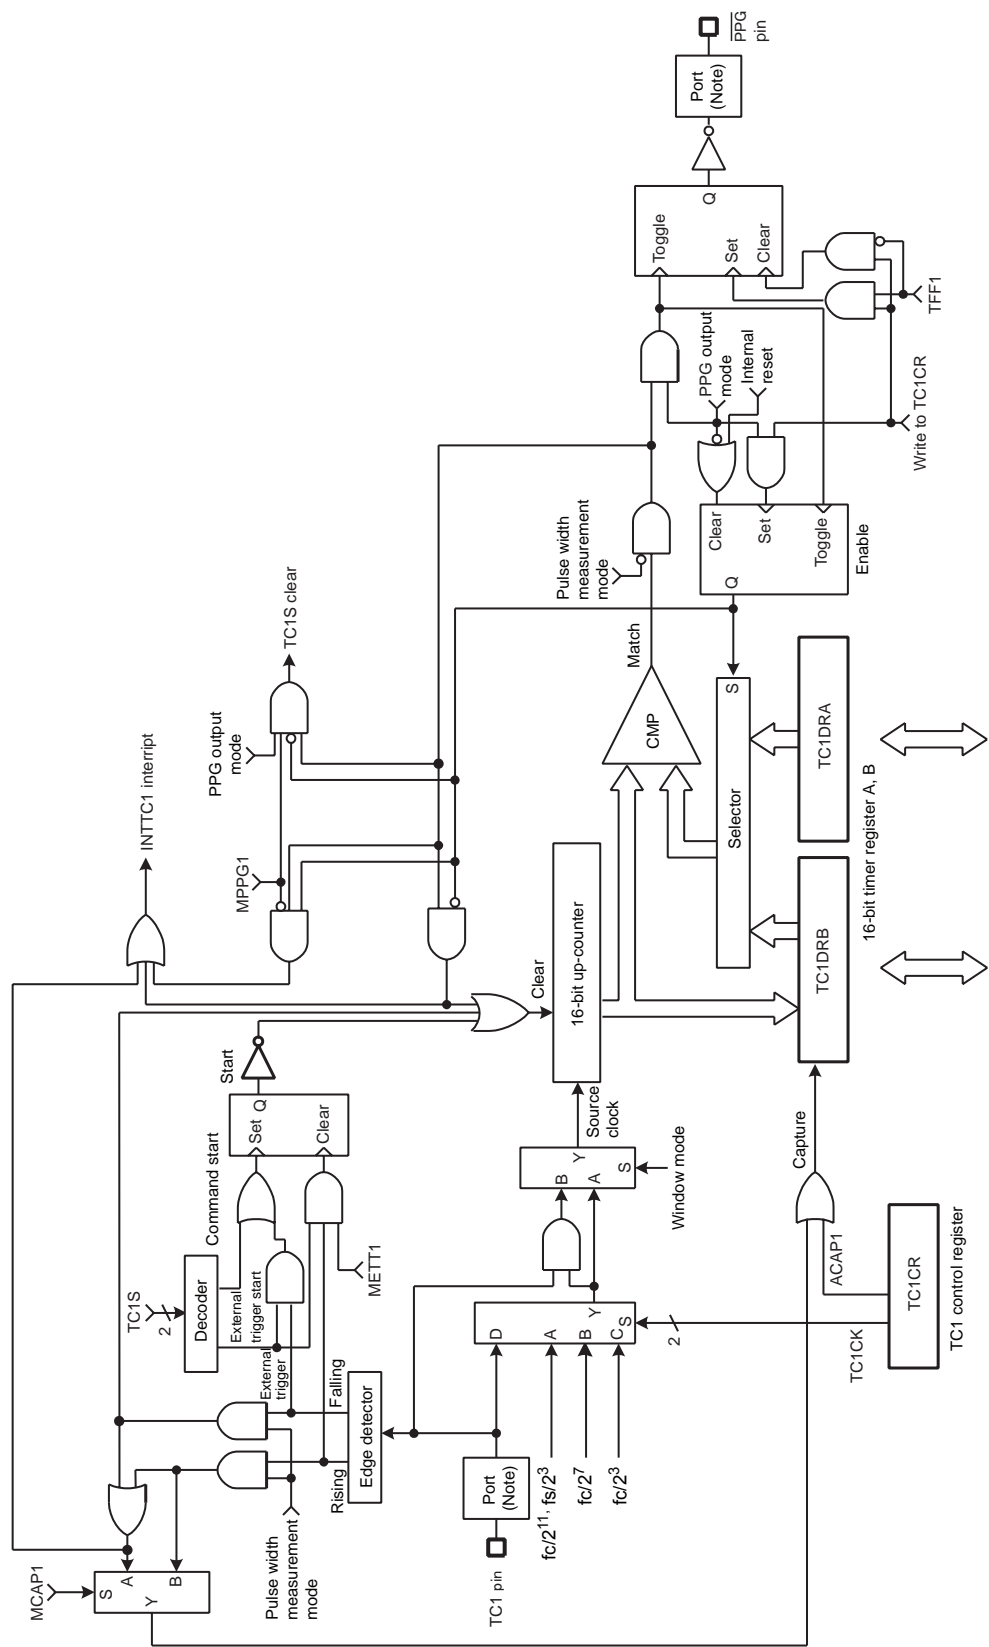 MCAP1
S
A
Y
B
Pulse width
measurement
mode
Rising
Falling
Edge detector
External
trigger
TC1S
2
Decoder
External
trigger start
Command start
METT1
Set
Q
Clear
Start
INTTC1 interript
MPPG1
PPG output
mode
TC1S clear
TC1 pin
Port
(Note)
fc/2¹¹, fs/2³
fc/2⁷
fc/2³
D
A
B
C
S
Y
2
TC1CK
B
A
S
Y
Window mode
Source
clock
Clear
16-bit up-counter
CMP
Match
Pulse width
measurement
mode
Selector
S
Capture
ACAP1
TC1CR
TC1 control register
TC1DRB
TC1DRA
16-bit timer register A, B
Q
Clear
Set
Toggle
Enable
PPG output
mode
Internal
reset
Write to TC1CR
TFF1
Toggle
Set
Clear
Q
Port
(Note)
PPG
pin